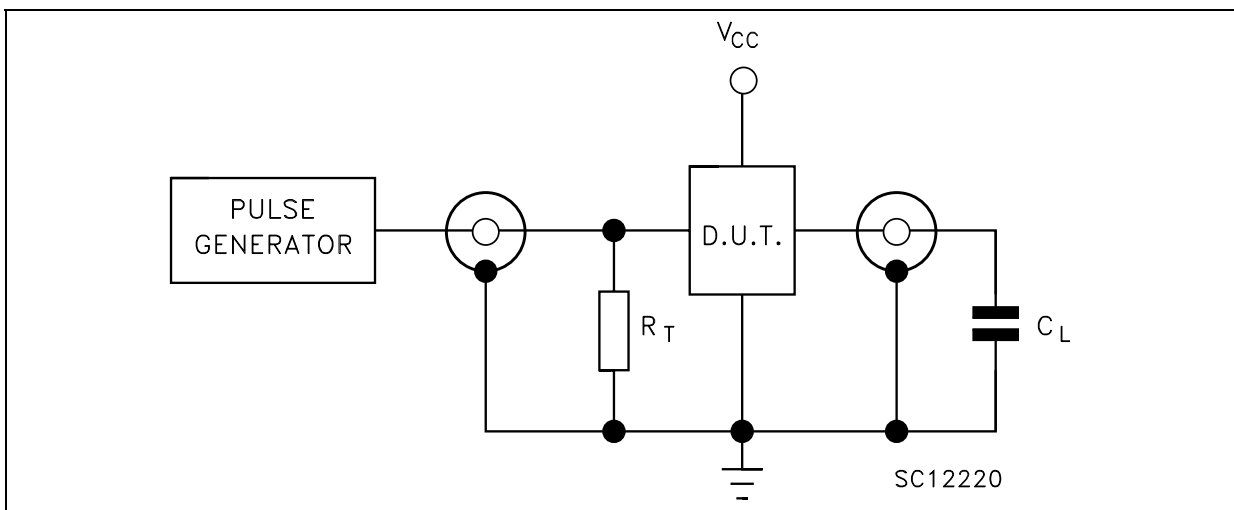 VCC
PULSE
GENERATOR
D.U.T.
RT
CL
SC12220